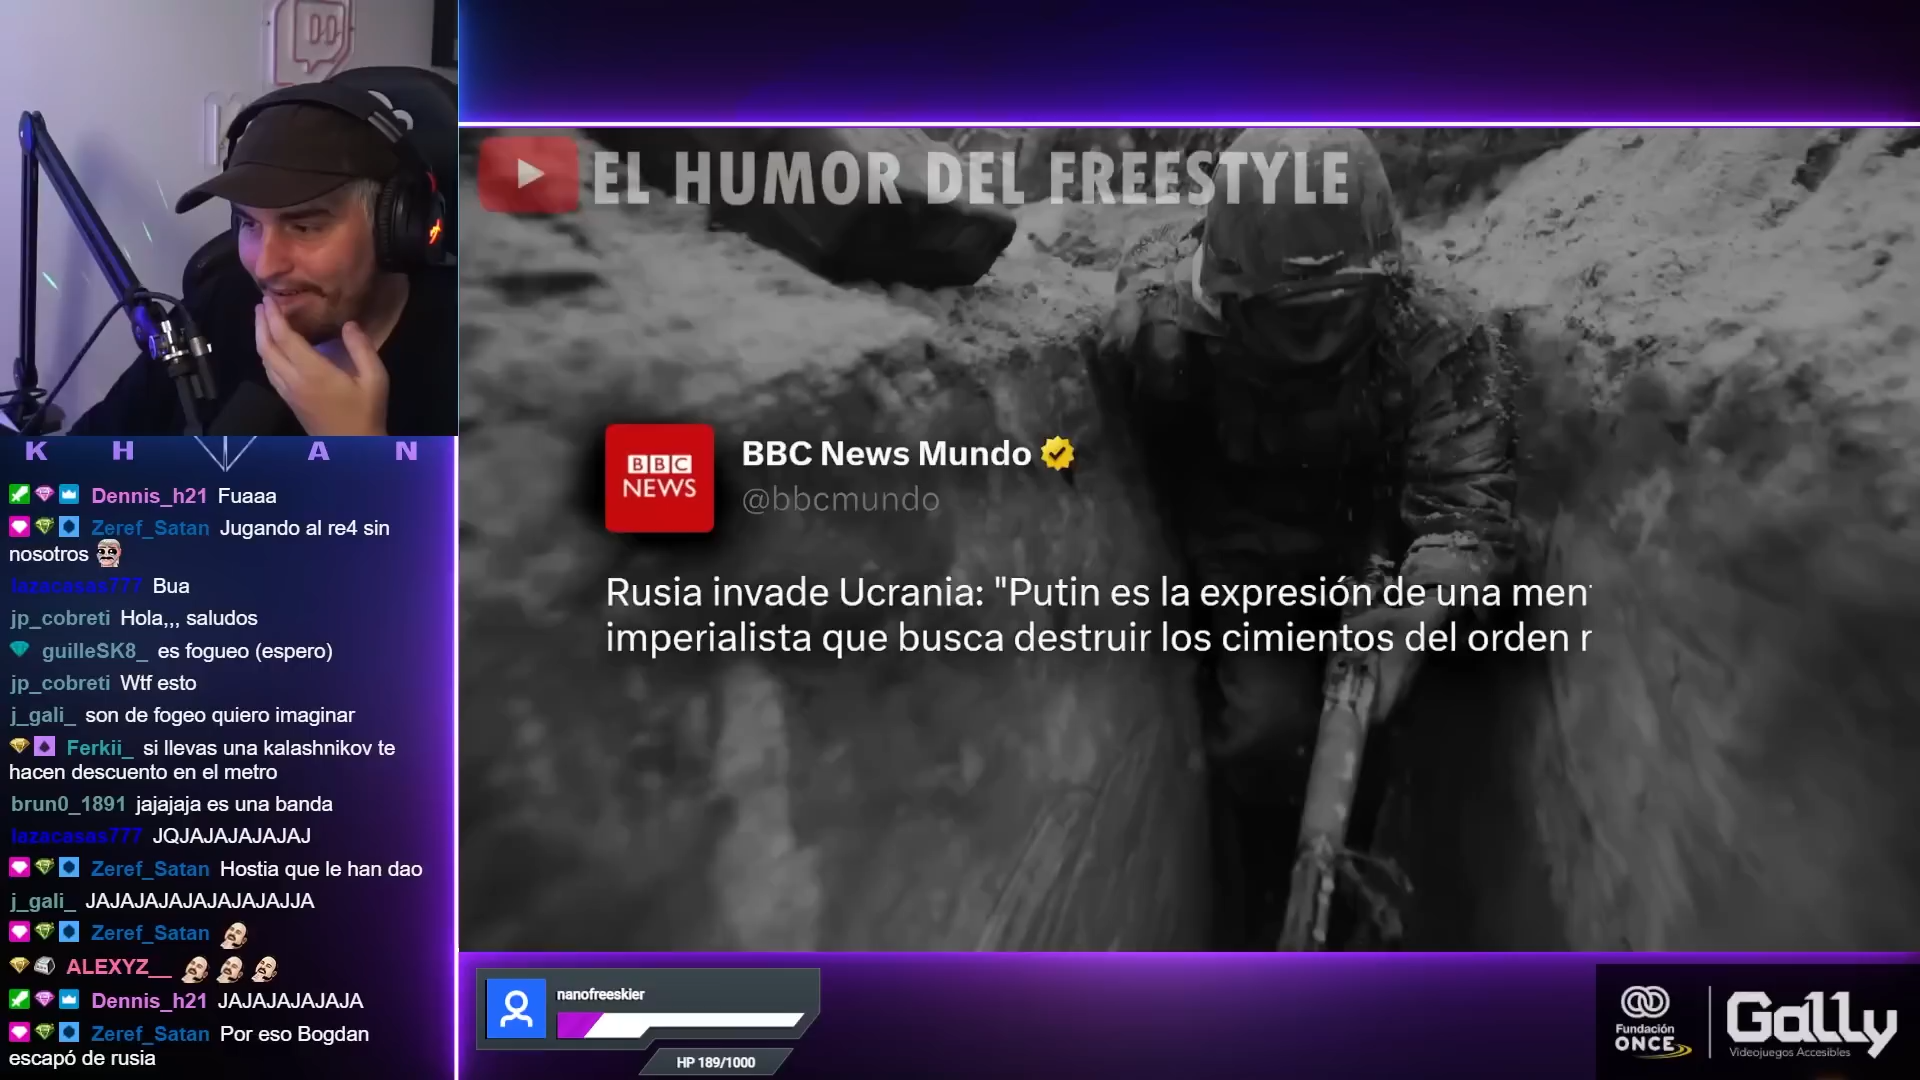 K H A N
Dennis_h21 Fuaaa
Zeref_Satan Jugando al re4 sin
nosotros
lazacasas777 Bua
jp_cobreti Hola,,, saludos
guilleSK8_ es fogueo (espero)
jp_cobreti Wtf esto
j_gali_ son de fogeo quiero imaginar
Ferkii_ si llevas una kalashnikov te
hacen descuento en el metro
brun0_1891 jajajaja es una banda
lazacasas777 JQJAJAJAJAJAJ
Zeref_Satan Hostia que le han dao
j_gali_ JAJAJAJAJAJAJAJAJJA
Zeref_Satan
ALEXYZ__
Dennis_h21 JAJAJAJAJAJA
Zeref_Satan Por eso Bogdan
escapó de rusia
EL HUMOR DEL FREESTYLE
BBC
NEWS
BBC News Mundo
@bbcmundo
Rusia invade Ucrania: "Putin es la expresión de una men
imperialista que busca destruir los cimientos del orden
nanofreeskier
HP 189/1000
Fundación
ONCE
Gally
Videojuegos Accesibles